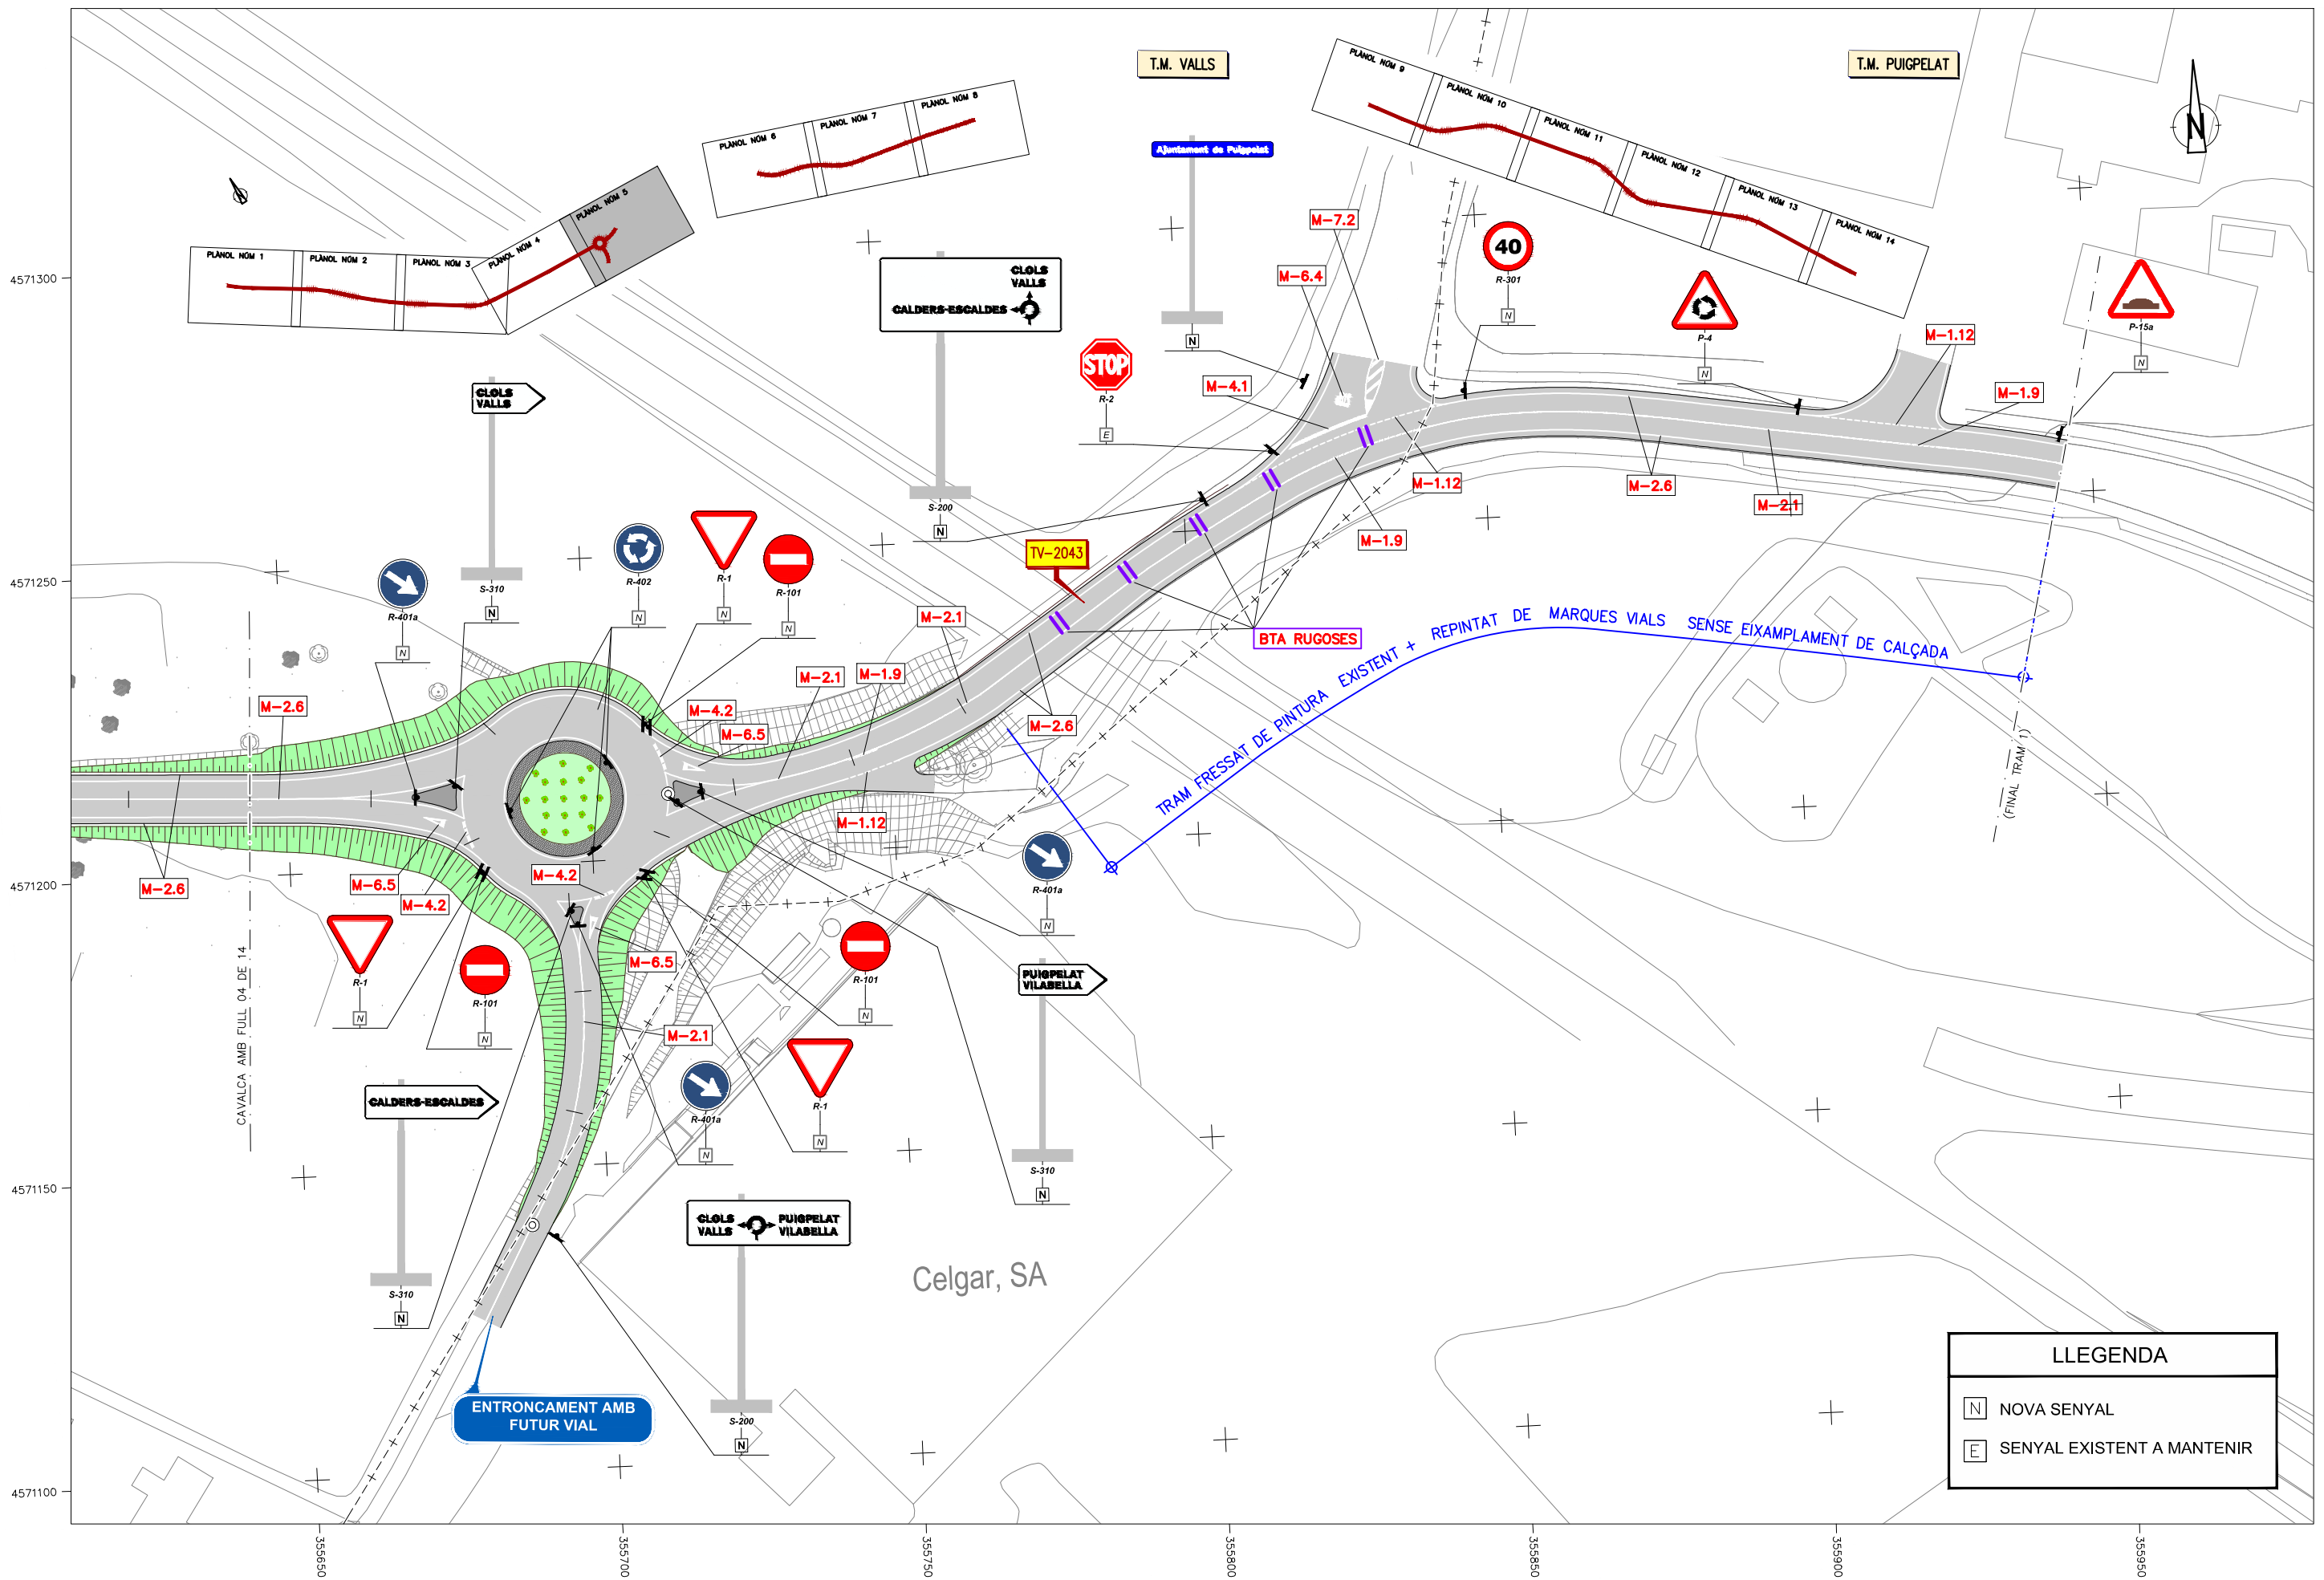 T.M. VALLS
T.M. PUIGPELAT
PLÀNOL NÚM 1
PLÀNOL NÚM 2
PLÀNOL NÚM 3
PLÀNOL NÚM 4
PLÀNOL NÚM 5
PLÀNOL NÚM 6
PLÀNOL NÚM 7
PLÀNOL NÚM 8
PLÀNOL NÚM 9
PLÀNOL NÚM 10
PLÀNOL NÚM 11
PLÀNOL NÚM 12
PLÀNOL NÚM 13
PLÀNOL NÚM 14
N
Ajuntament de Puigpelat
N
CLOLS
VALLS
CALDERS-ESCALDES
S-200
N
STOP
R-2
E
M-7.2
M-6.4
M-4.1
40
R-301
N
P-4
N
M-1.12
P-15a
N
M-1.9
M-2.6
M-2.1
M-1.12
M-1.9
CLOLS
VALLS
S-310
N
R-401a
N
R-402
N
R-1
N
R-101
N
TV-2043
BTA RUGOSES
M-2.1
M-2.1
M-1.9
M-4.2
M-6.5
M-2.6
M-2.6
M-1.12
M-2.6
M-6.5
M-4.2
M-4.2
M-6.5
M-2.1
TRAM FRESSAT DE PINTURA EXISTENT + REPINTAT DE MARQUES VIALS SENSE EIXAMPLAMENT DE CALÇADA
(FINAL TRAM 1)
CAVALCA AMB FULL 04 DE 14
R-1
N
R-101
N
R-401a
N
R-101
N
PUIGPELAT
VILABELLA
S-310
N
R-401a
N
R-1
N
CALDERS-ESCALDES
S-310
N
CLOLS
VALLS
PUIGPELAT
VILABELLA
S-200
N
Celgar, SA
ENTRONCAMENT AMB
FUTUR VIAL
LLEGENDA
N NOVA SENYAL
E SENYAL EXISTENT A MANTENIR
4571300
4571250
4571200
4571150
4571100
355650
355700
355750
355800
355850
355900
355950